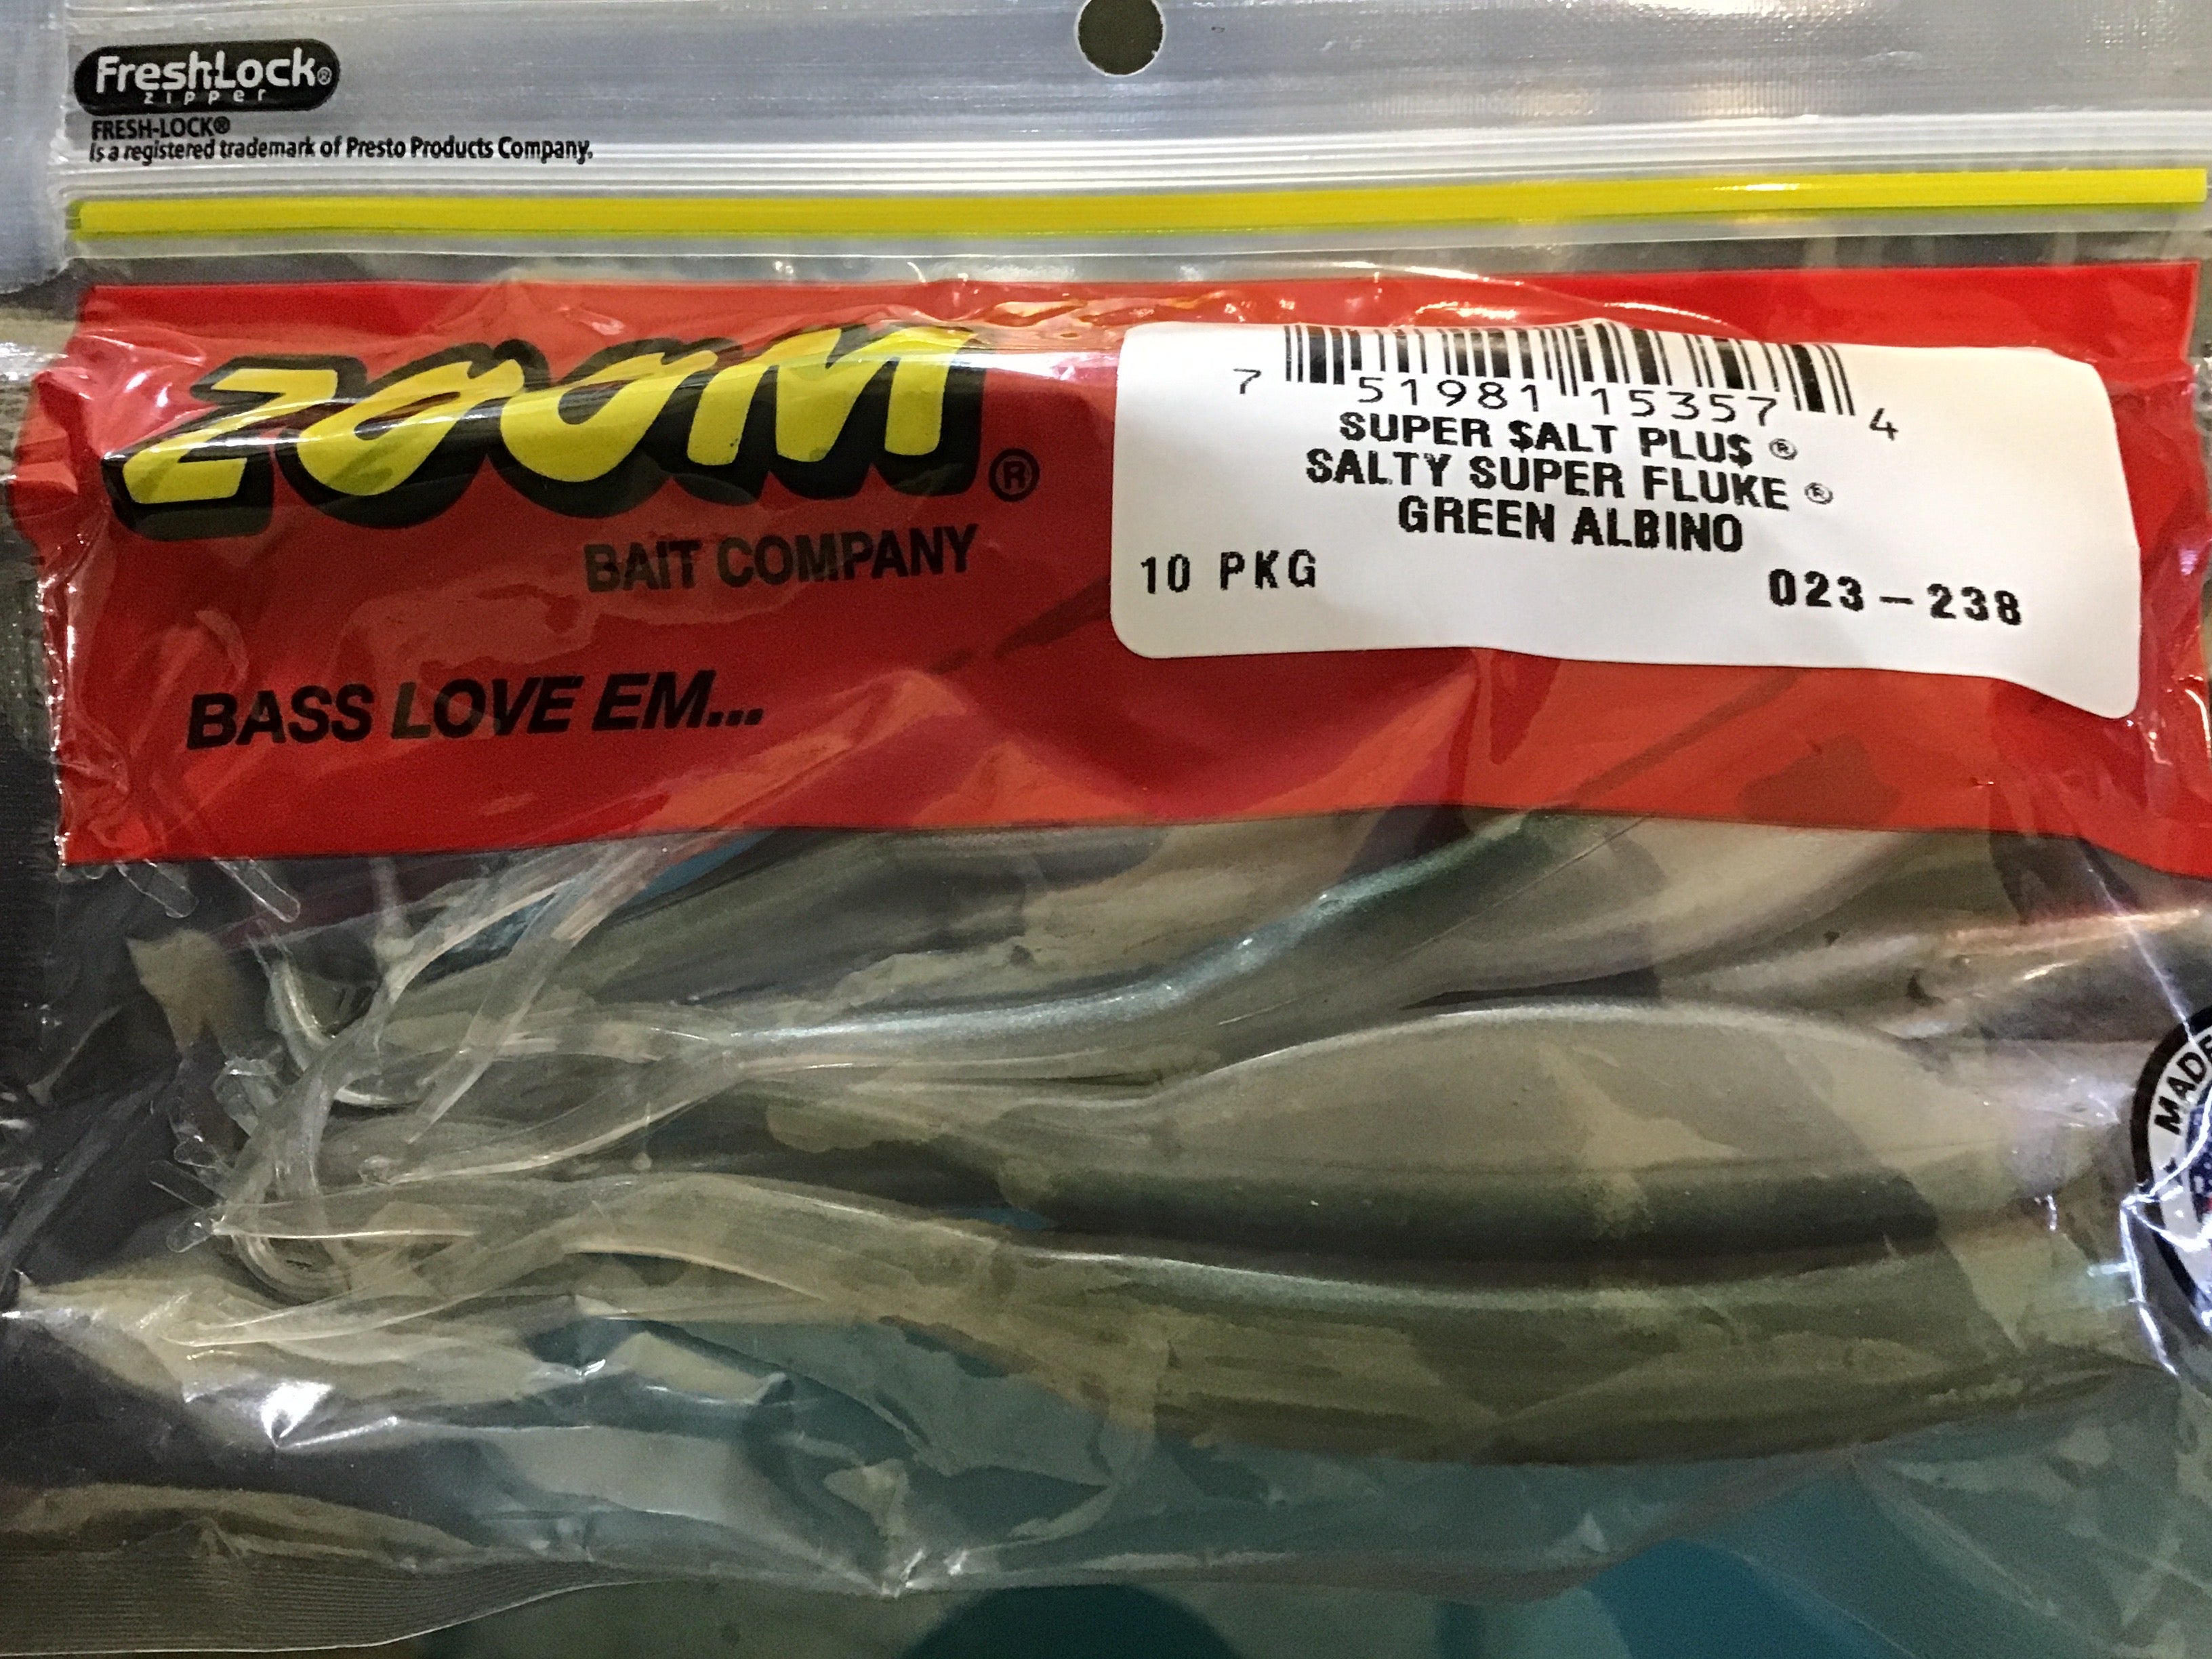 FreshLock®
zipper
FRESH-LOCK®
is a registered trademark of Presto Products Company.
ZOOM®
BAIT COMPANY
BASS LOVE EM...
7 51981 15357 4
SUPER $ALT PLU$ ®
SALTY SUPER FLUKE ®
GREEN ALBINO
10 PKG
023-238
MADE